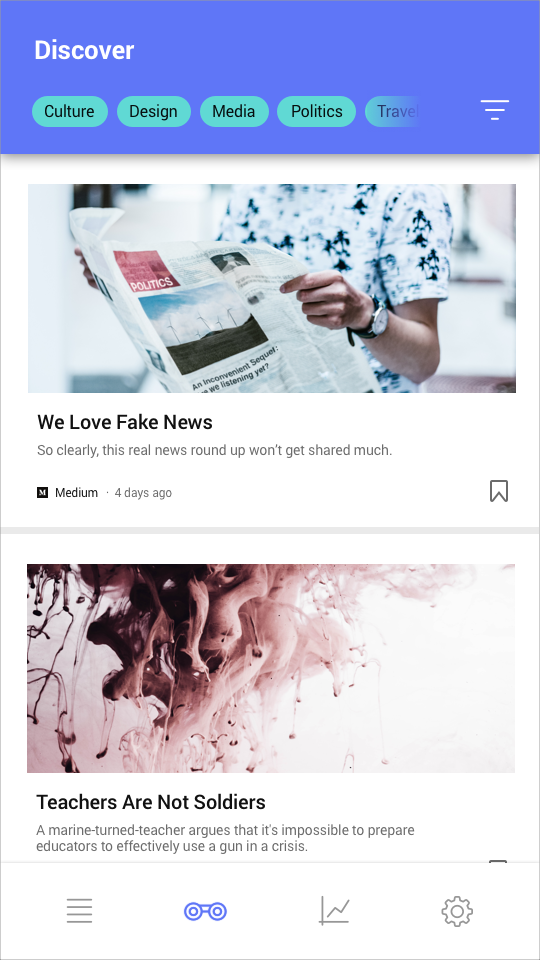 Discover
Culture Design Media Politics Travel
POLITICS
An Inconvenient Sequel:
are we listening yet?
We Love Fake News
So clearly, this real news round up won’t get shared much.
M Medium · 4 days ago
Teachers Are Not Soldiers
A marine-turned-teacher argues that it's impossible to prepare
educators to effectively use a gun in a crisis.